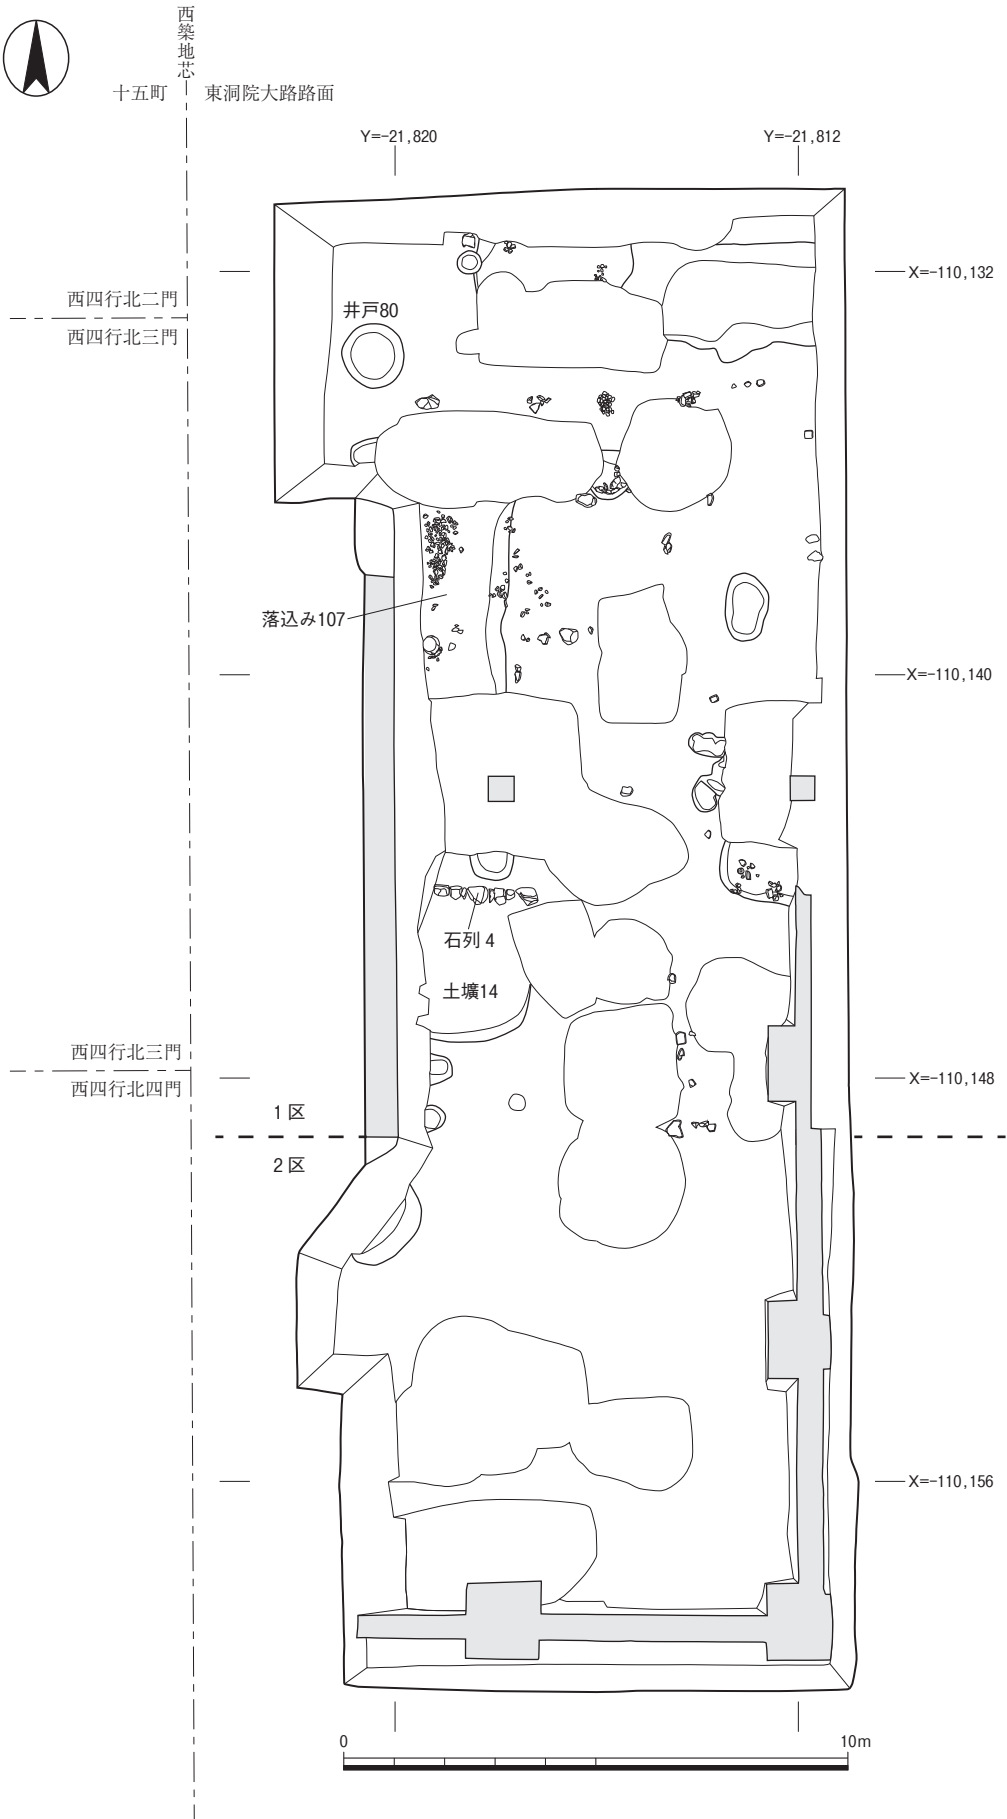 西築地芯
十五町
東洞院大路路面
Y=-21,820
Y=-21,812
X=-110,132
西四行北二門
西四行北三門
井戸80
落込み107
X=-110,140
石列4
土壙14
西四行北三門
西四行北四門
X=-110,148
1区
2区
X=-110,156
0
10m